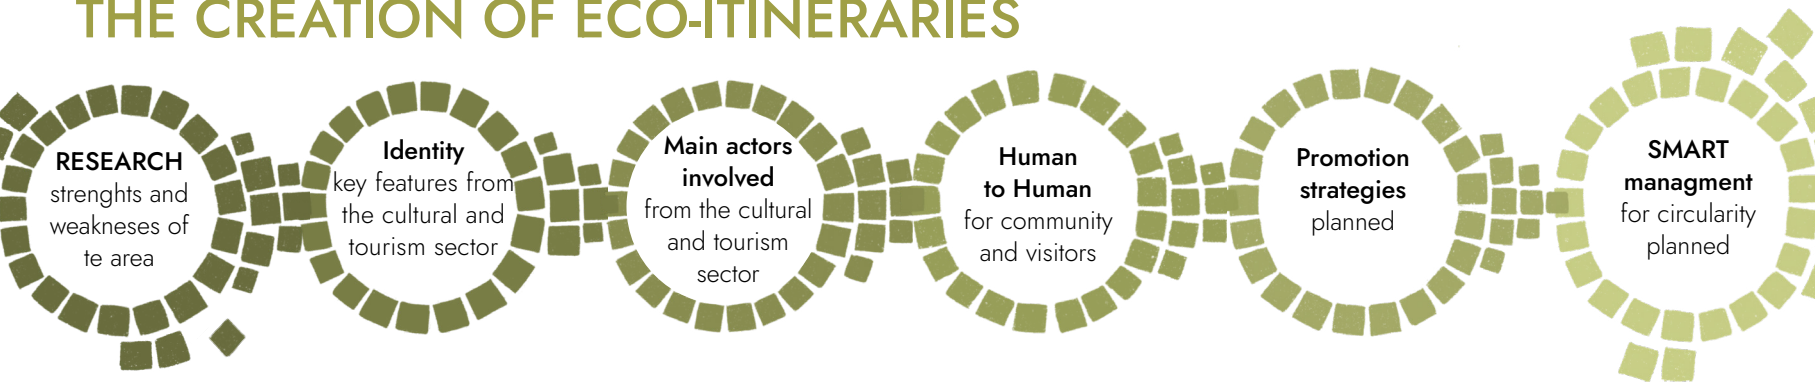 THE CREATION OF ECO-ITINERARIES
RESEARCH
strenghts and
weakneses of
te area
Identity
key features from
the cultural and
tourism sector
Main actors
involved
from the cultural
and tourism
sector
Human
to Human
for community
and visitors
Promotion
strategies
planned
SMART
managment
for circularity
planned